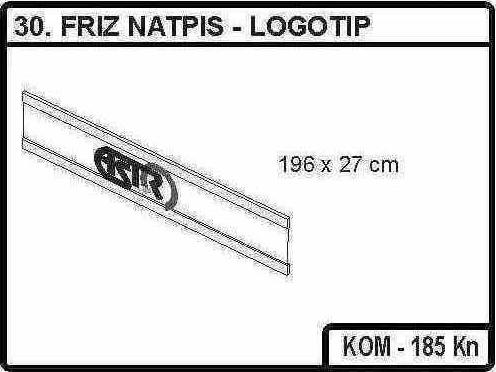 30. FRIZ NATPIS - LOGOTIP
196 x 27 cm
KOM - 185 Kn